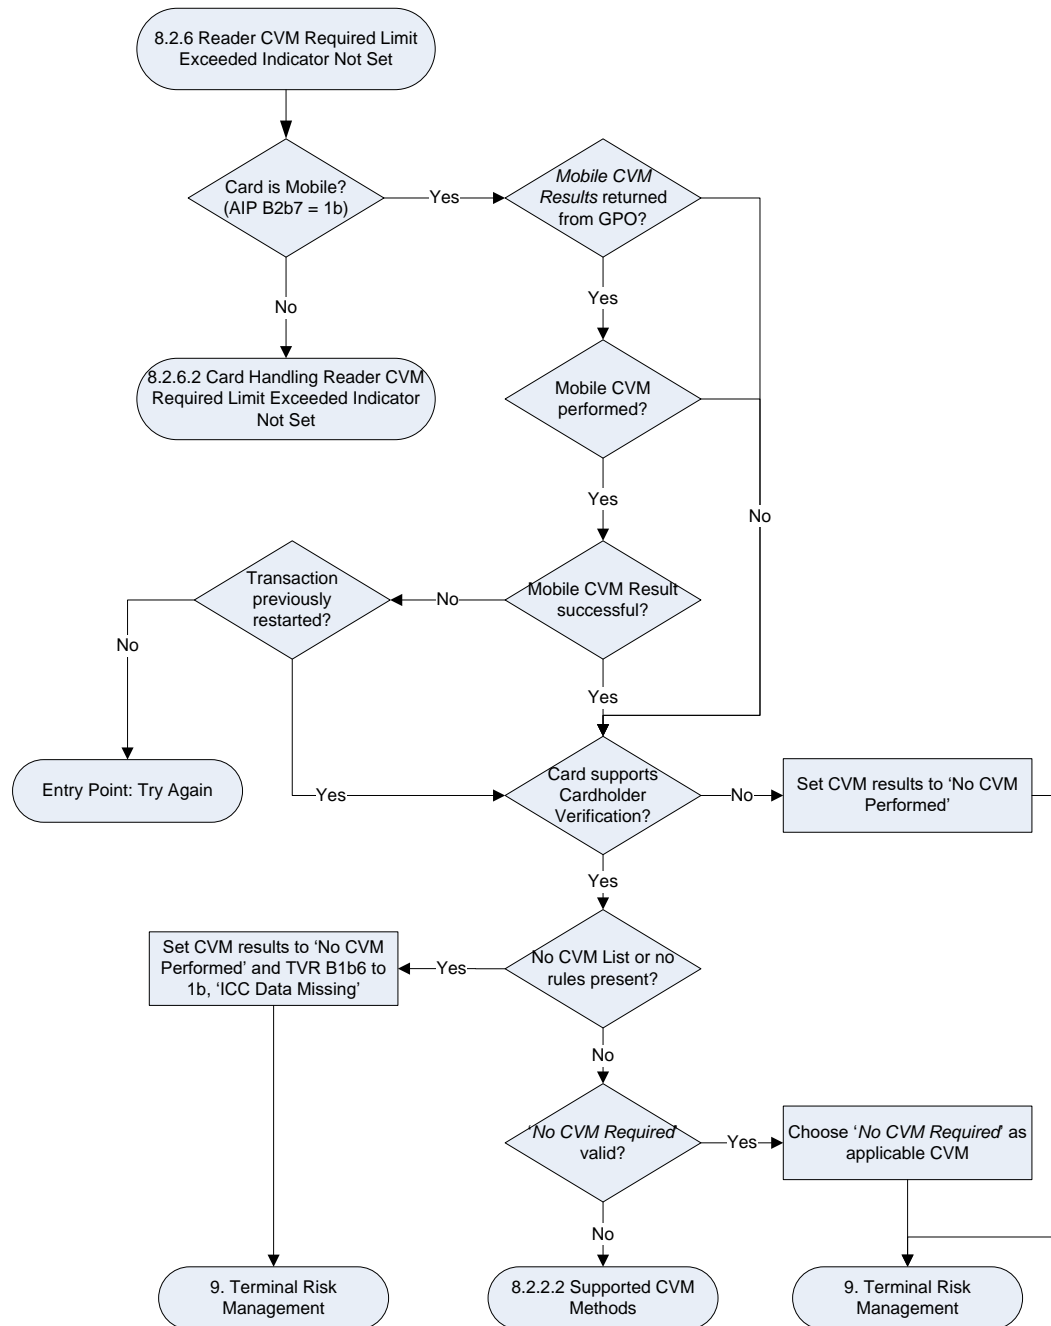 8.2.6 Reader CVM Required Limit
Exceeded Indicator Not Set
Card is Mobile?
(AIP B2b7 = 1b)
Yes
Mobile CVM
Results returned
from GPO?
No
Yes
8.2.6.2 Card Handling Reader CVM
Required Limit Exceeded Indicator
Not Set
Mobile CVM
performed?
Yes
No
Transaction
previously
restarted?
No
Mobile CVM Result
successful?
No
Yes
Entry Point: Try Again
Yes
Card supports
Cardholder
Verification?
No
Set CVM results to ‘No CVM
Performed’
Yes
Set CVM results to ‘No CVM
Performed’ and TVR B1b6 to
1b, ‘ICC Data Missing’
Yes
No CVM List or no
rules present?
No
‘No CVM Required’
valid?
Yes
Choose ‘No CVM Required’ as
applicable CVM
No
9. Terminal Risk
Management
8.2.2.2 Supported CVM
Methods
9. Terminal Risk
Management